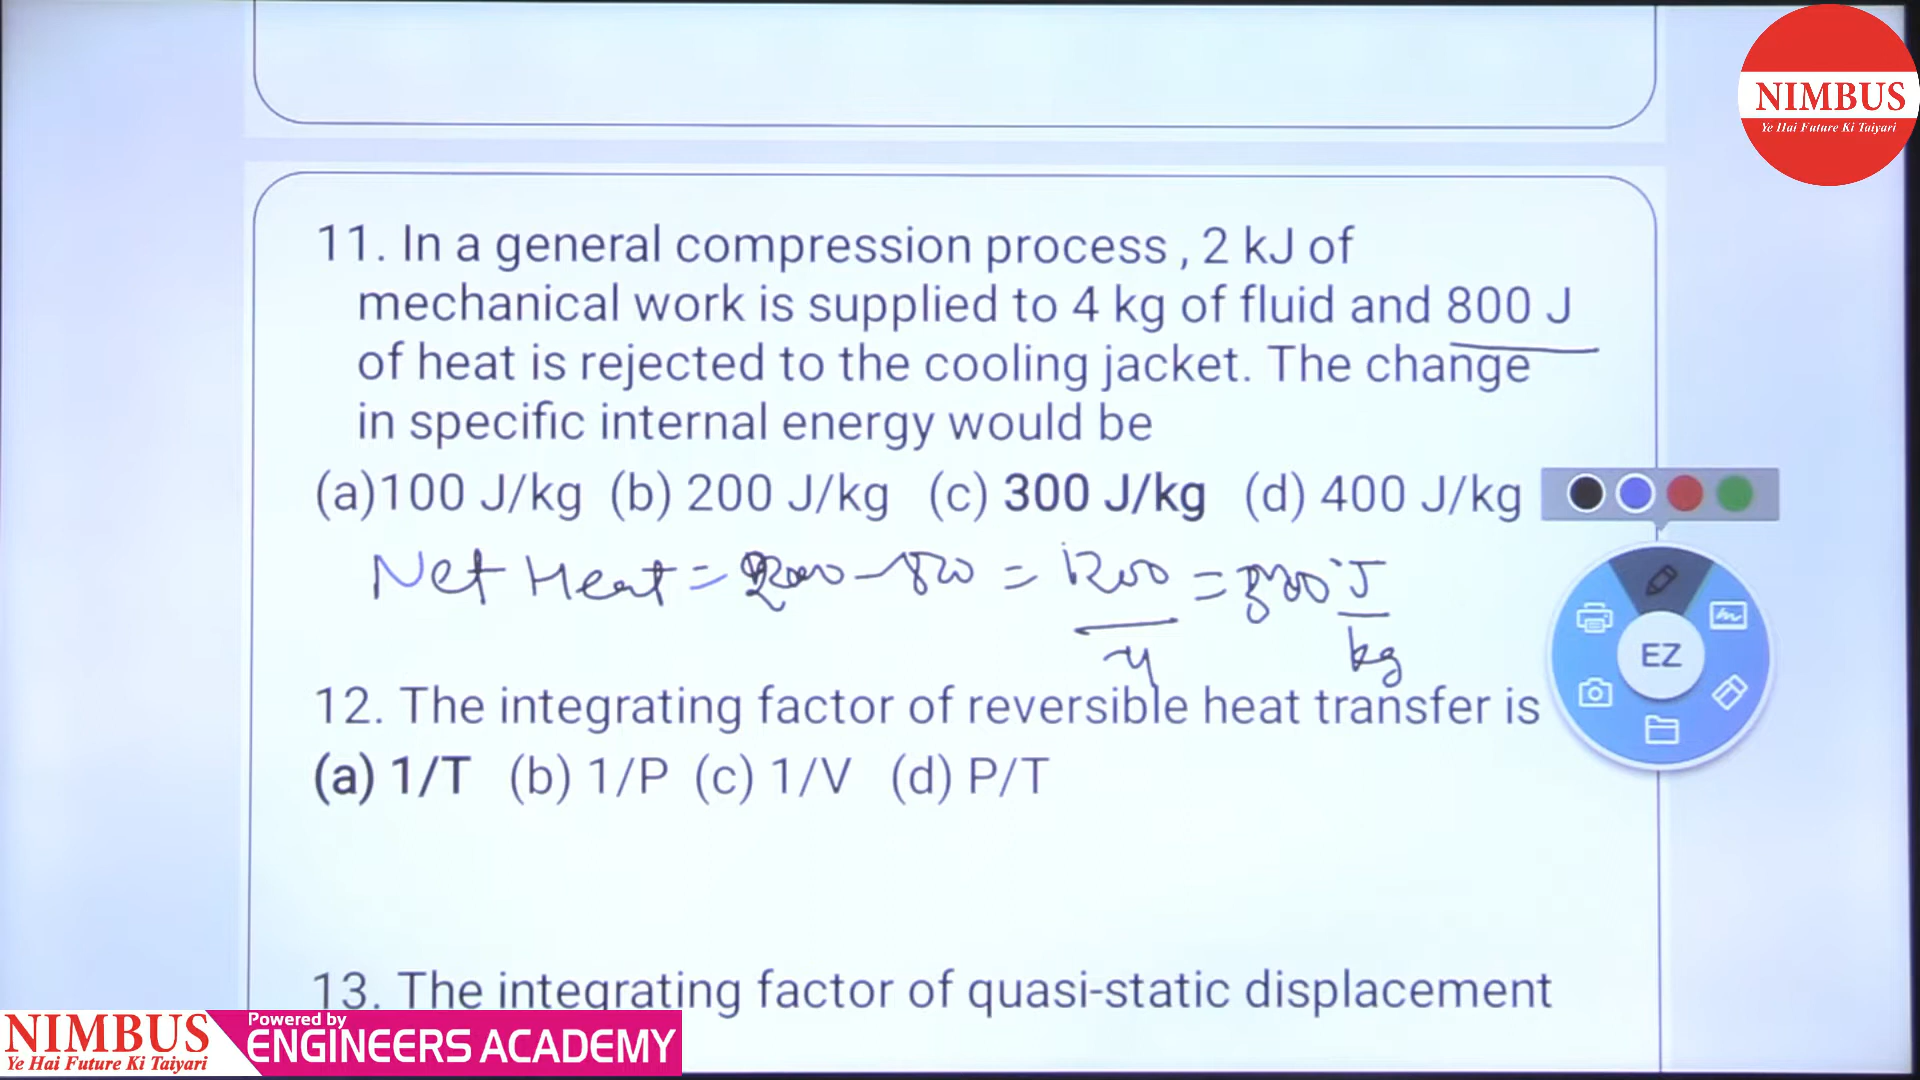 NIMBUS
Ye Hai Future Ki Taiyari
11. In a general compression process , 2 kJ of
mechanical work is supplied to 4 kg of fluid and 800 J
of heat is rejected to the cooling jacket. The change
in specific internal energy would be
(a)100 J/kg (b) 200 J/kg (c) 300 J/kg (d) 400 J/kg
Net Heat = 2000 - 800 = 1200 = 300 J
4 kg
EZ
12. The integrating factor of reversible heat transfer is
(a) 1/T (b) 1/P (c) 1/V (d) P/T
13. The integrating factor of quasi-static displacement
NIMBUS
Ye Hai Future Ki Taiyari
Powered by
ENGINEERS ACADEMY